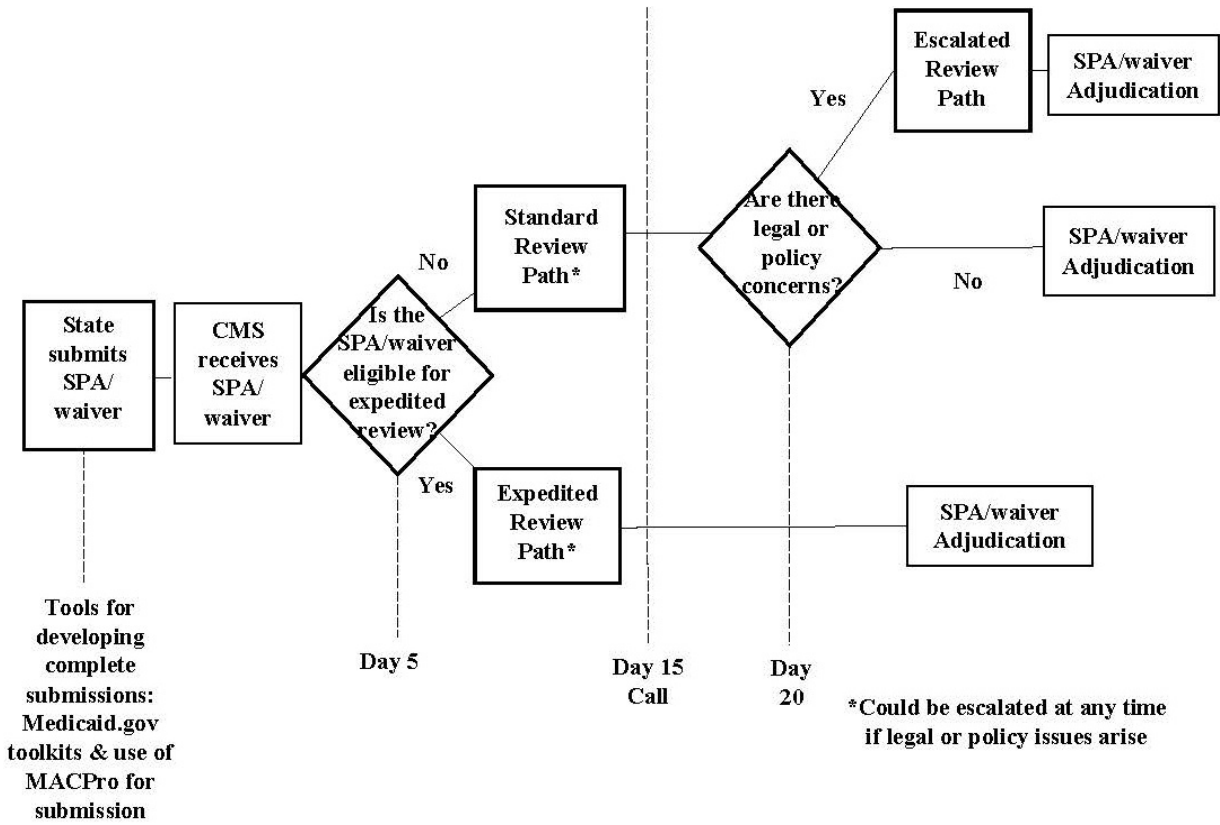 State
submits
SPA/
waiver
CMS
receives
SPA/
waiver
Is the
SPA/waiver
eligible for
expedited
review?
No
Standard
Review
Path*
Yes
Expedited
Review
Path*
Are there
legal or
policy
concerns?
Yes
Escalated
Review
Path
SPA/waiver
Adjudication
No
SPA/waiver
Adjudication
SPA/waiver
Adjudication
Tools for
developing
complete
submissions:
Medicaid.gov
toolkits & use of
MACPro for
submission
Day 5
Day 15
Call
Day
20
*Could be escalated at any time
if legal or policy issues arise